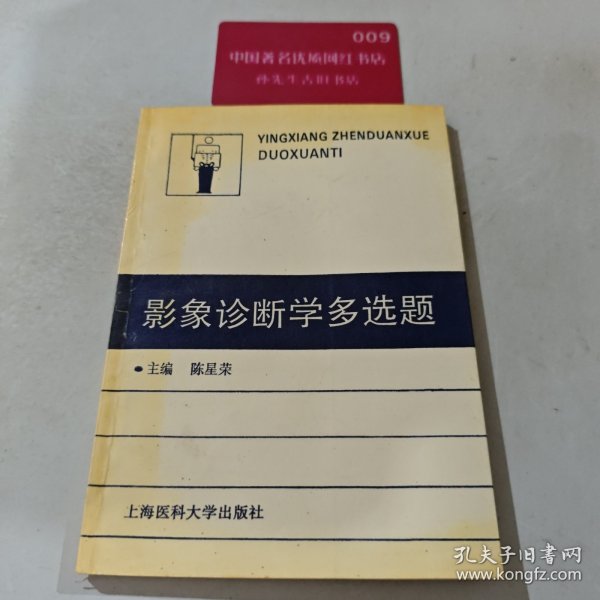 009
中国著名优质网红书店
孙先生古旧书店
YINGXIANG ZHENDUANXUE
DUOXUANTI
影象诊断学多选题
主编 陈星荣
上海医科大学出版社
孔夫子旧书网
www.kongfz.com